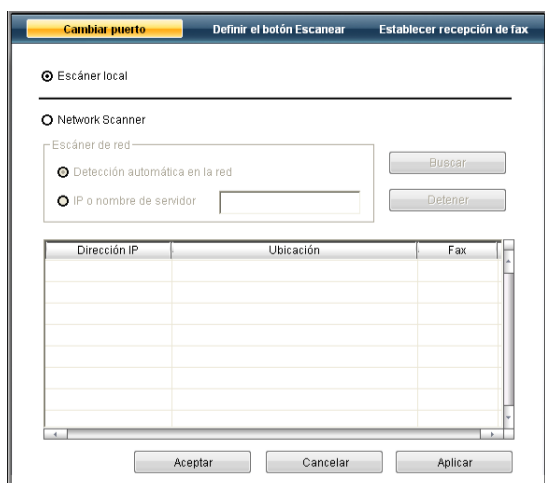 Cambiar puerto Definir el botón Escanear Establecer recepción de fax
Escáner local
Network Scanner
Escáner de red
Detección automática en la red Buscar
IP o nombre de servidor Detener
Dirección IP Ubicación Fax
Aceptar Cancelar Aplicar